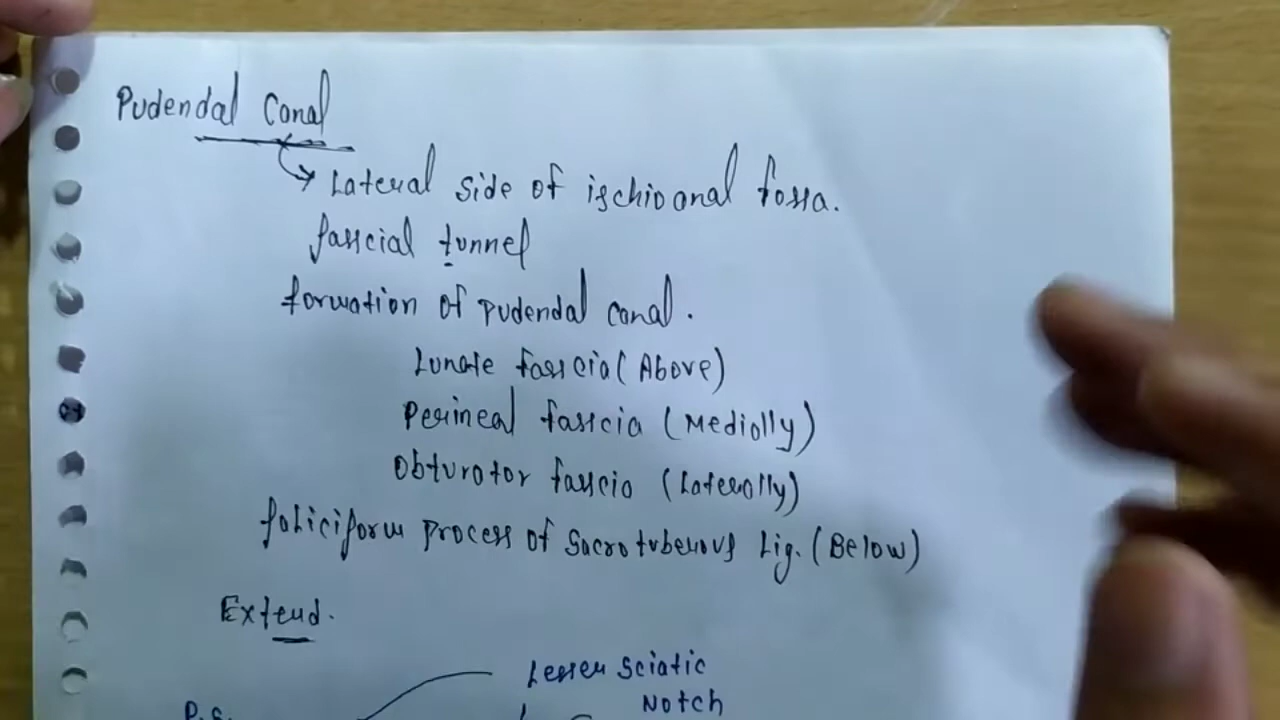 Pudendal Canal
Lateral side of ischioanal fossa.
fascial tunnel
formation of pudendal canal.
Lunate fascia (Above)
Perineal fascia (Medially)
Obturator fascia (Laterally)
faliciform process of Sacrotuberous Lig. (Below)
Extend.
Lesser Sciatic
Notch
P.S.